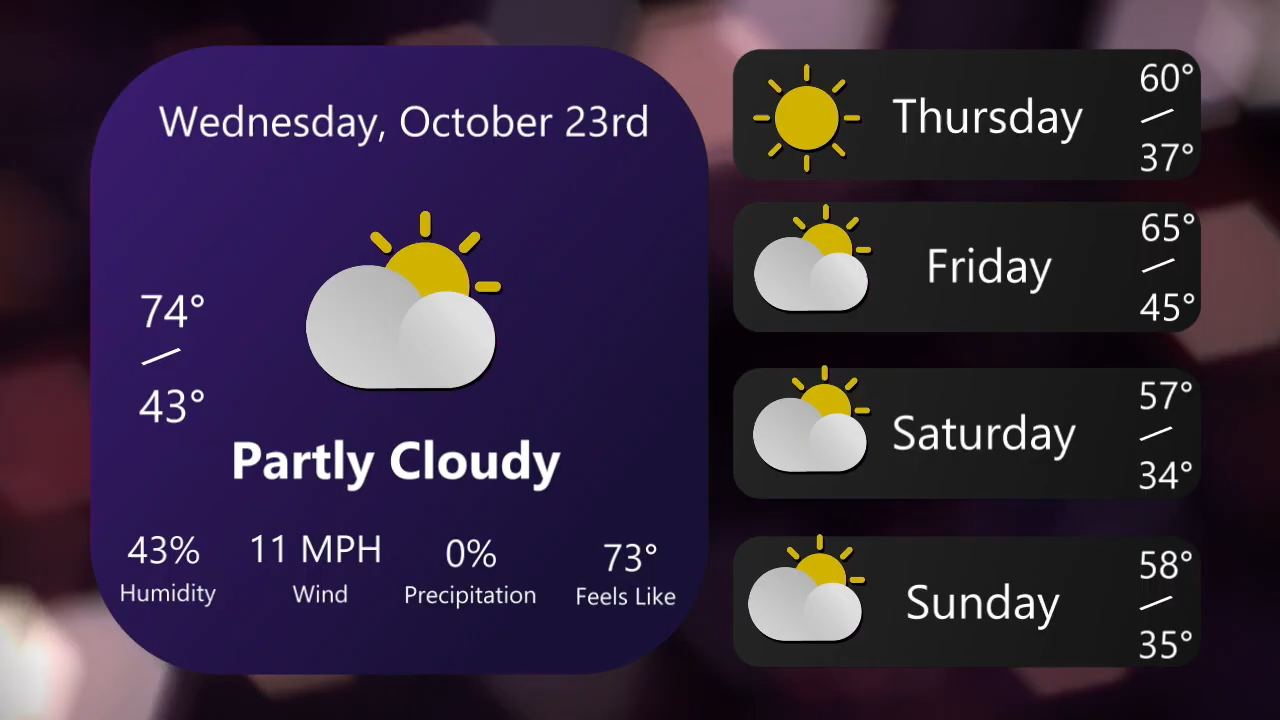 Wednesday, October 23rd
74°
43°
Partly Cloudy
43%
Humidity
11 MPH
Wind
0%
Precipitation
73°
Feels Like
Thursday
60°
37°
Friday
65°
45°
Saturday
57°
34°
Sunday
58°
35°